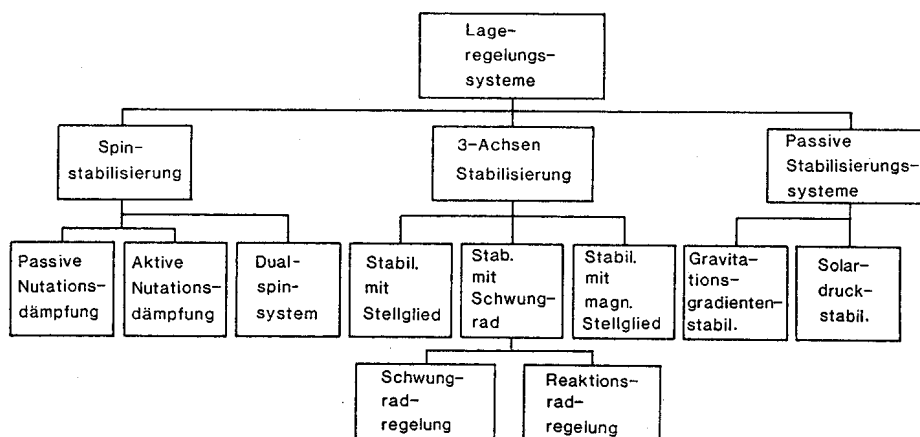 Lage-
regelungs-
systeme
Spin-
stabilisierung
3-Achsen
Stabilisierung
Passive
Stabilisierungs-
systeme
Passive
Nutations-
dämpfung
Aktive
Nutations-
dämpfung
Dual-
spin-
system
Stabil.
mit
Stellglied
Stab.
mit
Schwung-
rad
Stabil.
mit
magn.
Stellglied
Gravita-
tions-
gradienten-
stabil.
Solar-
druck-
stabil.
Schwung-
rad-
regelung
Reaktions-
rad-
regelung